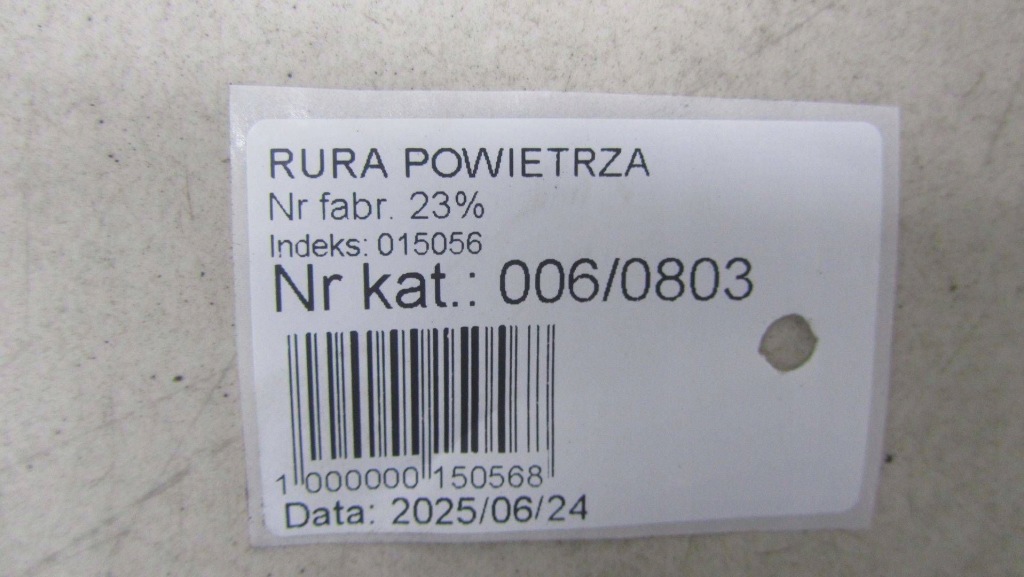 RURA POWIETRZA
Nr fabr. 23%
Indeks: 015056
Nr kat.: 006/0803
1 000000 150568
Data: 2025/06/24